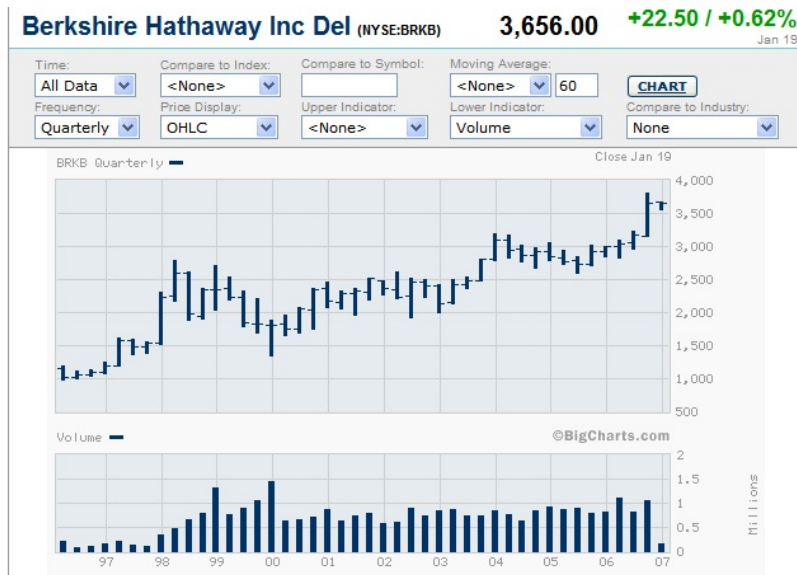 Berkshire Hathaway Inc Del (NYSE:BRKB) 3,656.00 +22.50 / +0.62%
Jan 19
Time: Compare to Index: Compare to Symbol: Moving Average:
All Data <None> <None> 60 CHART
Frequency: Price Display: Upper Indicator: Lower Indicator: Compare to Industry:
Quarterly OHLC <None> Volume None
BRKB Quarterly Close Jan 19
4,000
3,500
3,000
2,500
2,000
1,500
1,000
500
Volume ©BigCharts.com
2
1.5
1
0.5
0
Millions
97 98 99 00 01 02 03 04 05 06 07